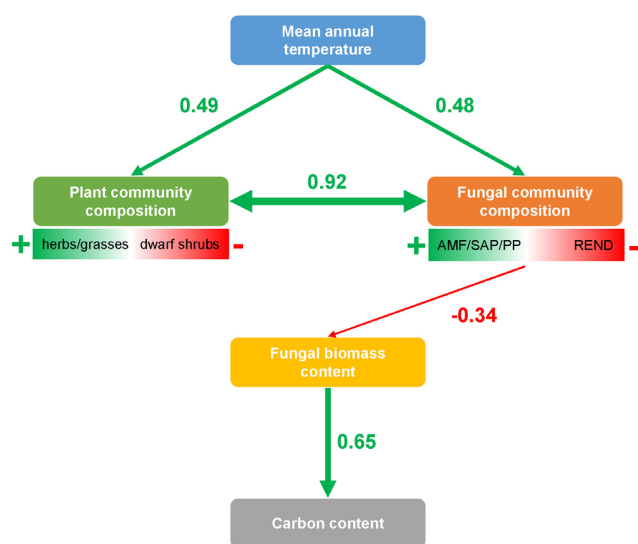 Mean annual
temperature
0.49
0.48
Plant community
composition
0.92
Fungal community
composition
+ herbs/grasses dwarf shrubs -
+ AMF/SAP/PP REND -
-0.34
Fungal biomass
content
0.65
Carbon content